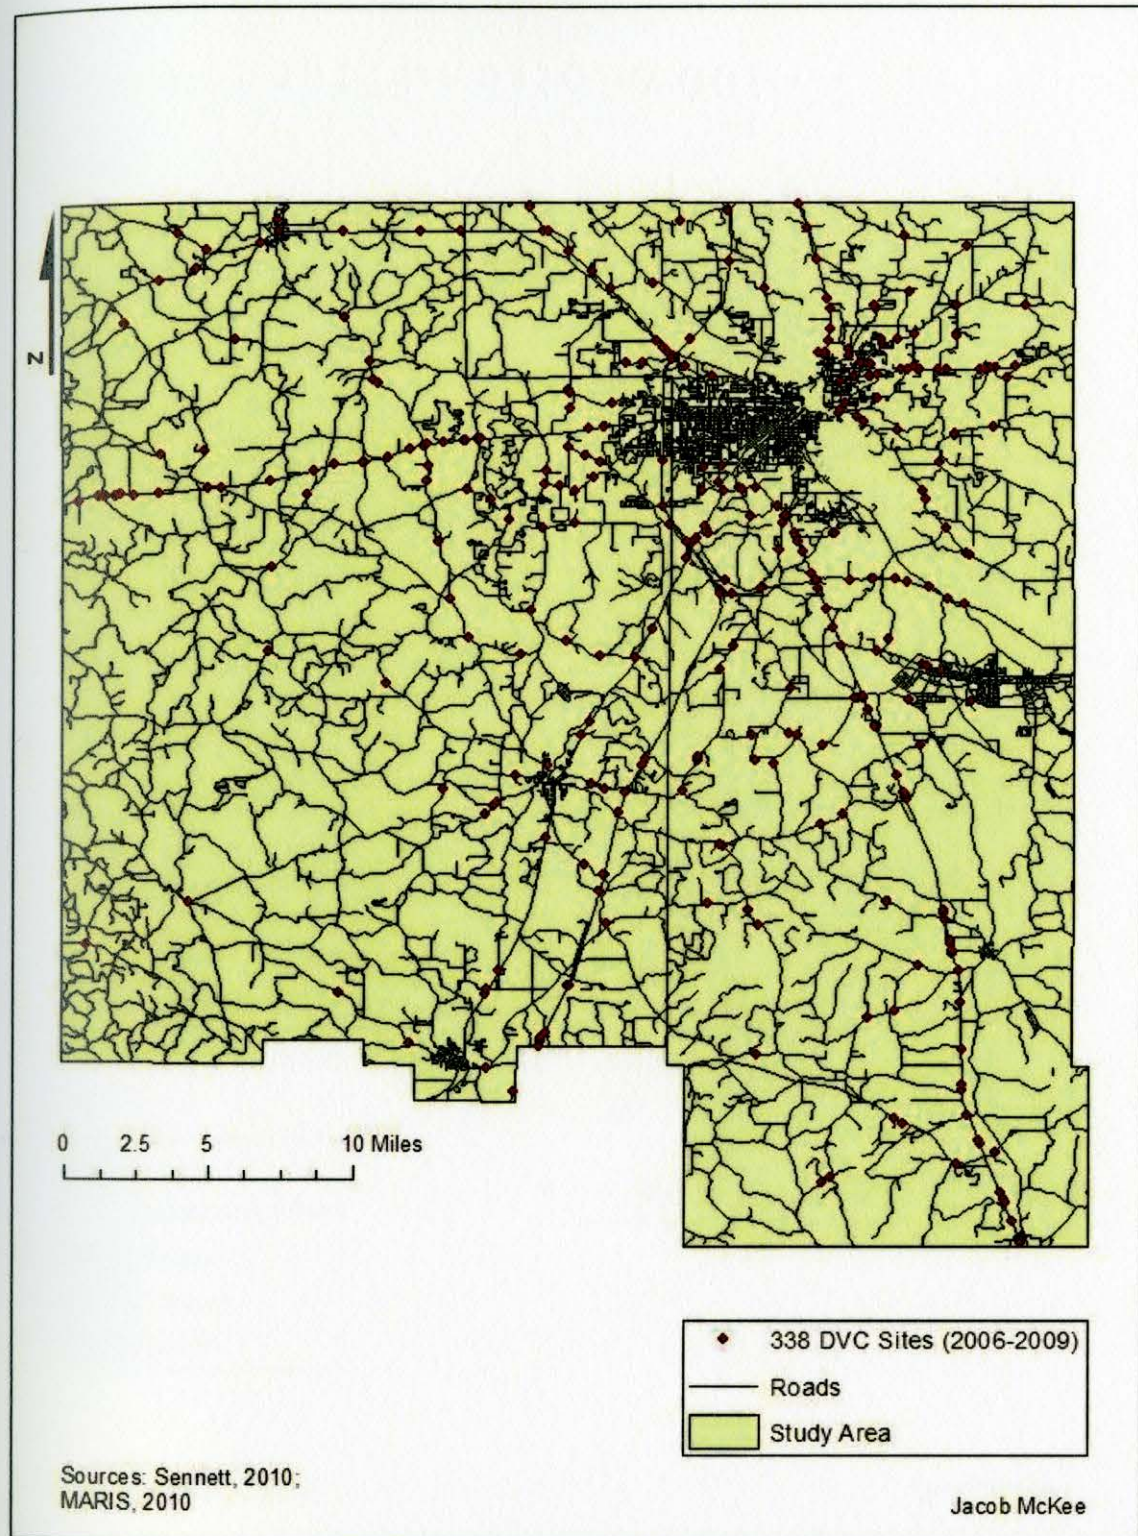 N
0 2.5 5 10 Miles
338 DVC Sites (2006-2009)
Roads
Study Area
Sources: Sennett, 2010;
MARIS, 2010
Jacob McKee